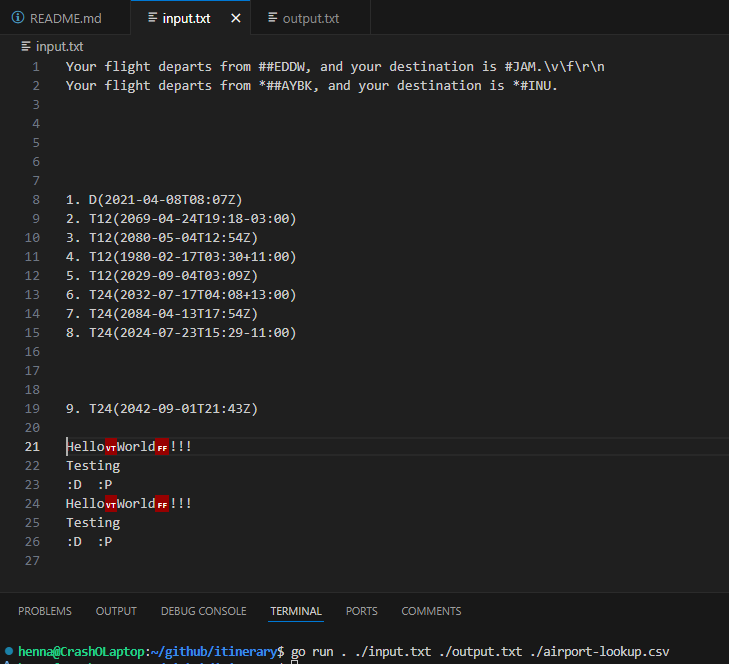 README.md input.txt output.txt
input.txt
1 Your flight departs from ##EDDW, and your destination is #JAM.\v\f\r\n
2 Your flight departs from *##AYBK, and your destination is *#INU.
3
4
5
6
7
8 1. D(2021-04-08T08:07Z)
9 2. T12(2069-04-24T19:18-03:00)
10 3. T12(2080-05-04T12:54Z)
11 4. T12(1980-02-17T03:30+11:00)
12 5. T12(2029-09-04T03:09Z)
13 6. T24(2032-07-17T04:08+13:00)
14 7. T24(2084-04-13T17:54Z)
15 8. T24(2024-07-23T15:29-11:00)
16
17
18
19 9. T24(2042-09-01T21:43Z)
20
21 HelloVTWorldFF!!!
22 Testing
23 :D  :P
24 HelloVTWorldFF!!!
25 Testing
26 :D  :P
27
PROBLEMS OUTPUT DEBUG CONSOLE TERMINAL PORTS COMMENTS
henna@CrashOLaptop:~/github/itinerary$ go run . ./input.txt ./output.txt ./airport-lookup.csv